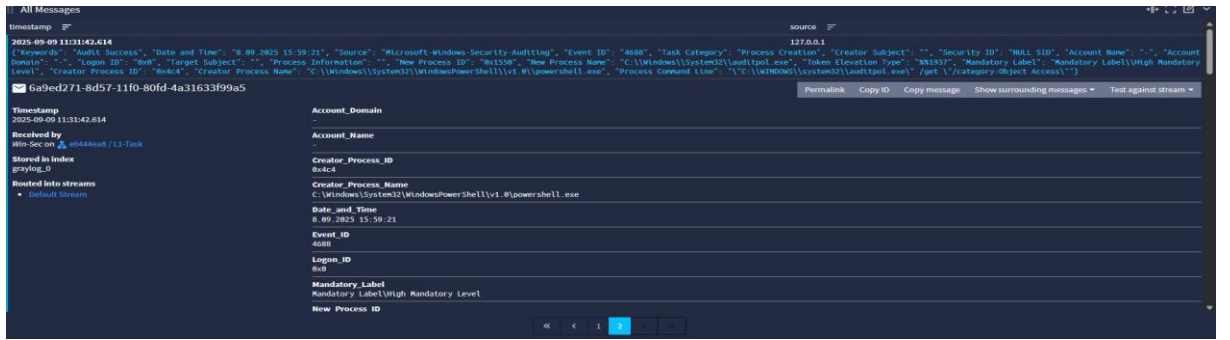 All Messages
timestamp source
2025-09-09 11:31:42.614 127.0.0.1
{"Keywords": "Audit Success", "Date and Time": "8.09.2025 15:59:21", "Source": "Microsoft-Windows-Security-Auditing", "Event ID": "4688", "Task Category": "Process Creation", "Creator Subject": "", "Security ID": "NULL SID", "Account Name": "-", "Account
Domain": "-", "Logon ID": "0x0", "Target Subject": "", "Process Information": "", "New Process ID": "0x1550", "New Process Name": "C:\\Windows\\System32\\auditpol.exe", "Token Elevation Type": "%%1937", "Mandatory Label": "Mandatory Label\\High Mandatory
Level", "Creator Process ID": "0x4c4", "Creator Process Name": "C:\\Windows\\System32\\WindowsPowerShell\\v1.0\\powershell.exe", "Process Command Line": "\"C:\\WINDOWS\\system32\\auditpol.exe\" /get \"/category:Object Access\""}
6a9ed271-8d57-11f0-80fd-4a31633f99a5 Permalink Copy ID Copy message Show surrounding messages Test against stream
Timestamp
2025-09-09 11:31:42.614
Received by
Win-Sec on e6444ea8 / L1-Task
Stored in index
graylog_0
Routed into streams
• Default Stream
Account_Domain
-
Account_Name
-
Creator_Process_ID
0x4c4
Creator_Process_Name
C:\Windows\System32\WindowsPowerShell\v1.0\powershell.exe
Date_and_Time
8.09.2025 15:59:21
Event_ID
4688
Logon_ID
0x0
Mandatory_Label
Mandatory Label\High Mandatory Level
New_Process_ID
« < 1 2